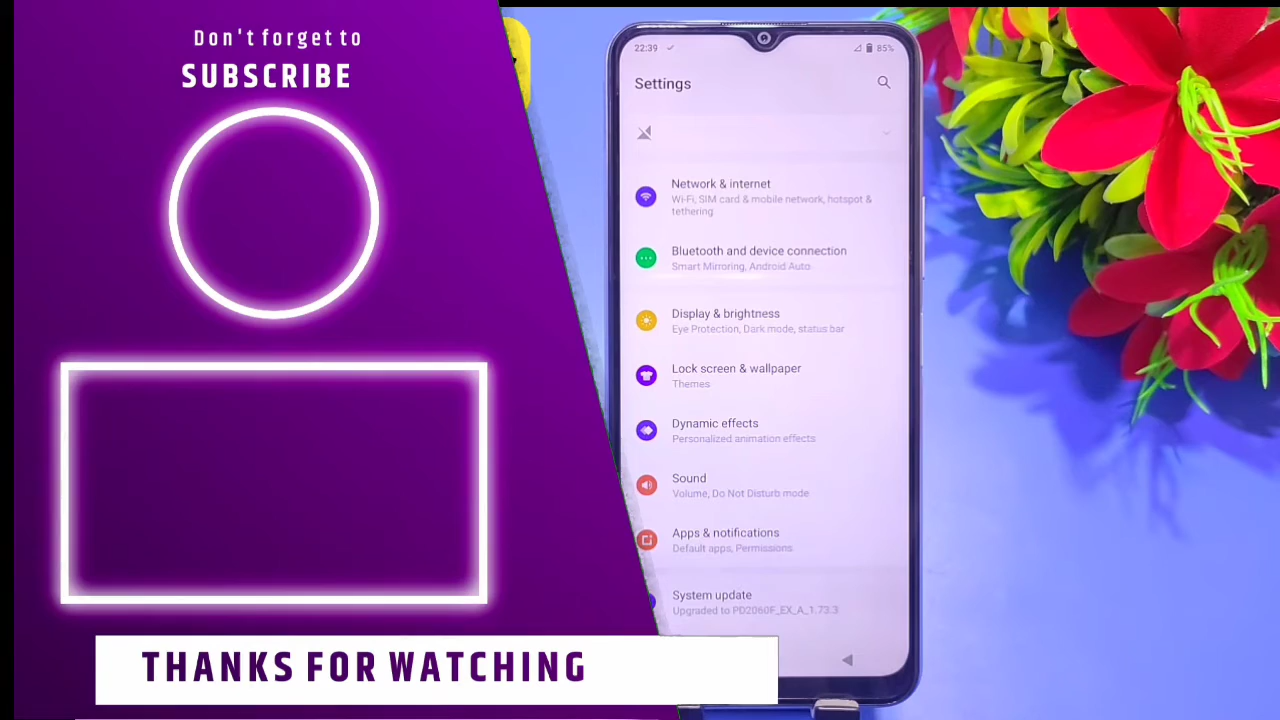 Don't forget to
SUBSCRIBE
THANKS FOR WATCHING
22:39
85%
Settings
Network & internet
Wi-Fi, SIM card & mobile network, hotspot &
tethering
Bluetooth and device connection
Smart Mirroring, Android Auto
Display & brightness
Eye Protection, Dark mode, status bar
Lock screen & wallpaper
Themes
Dynamic effects
Personalized animation effects
Sound
Volume, Do Not Disturb mode
Apps & notifications
Default apps, Permissions
System update
Upgraded to PD2060F_EX_A_1.73.3